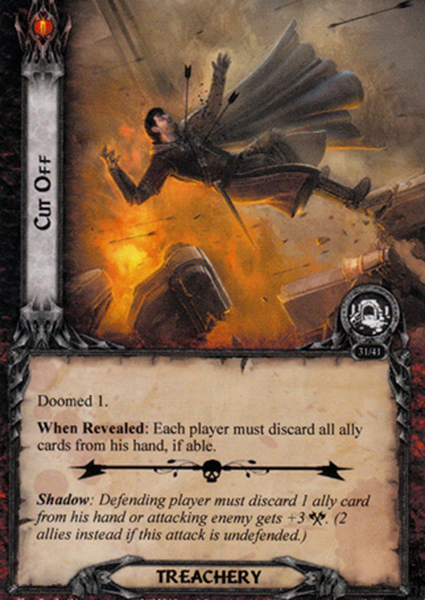 CUT OFF
31/41
Doomed 1.
When Revealed: Each player must discard all ally
cards from his hand, if able.
Shadow: Defending player must discard 1 ally card
from his hand or attacking enemy gets +3 . (2
allies instead if this attack is undefended.)
TREACHERY